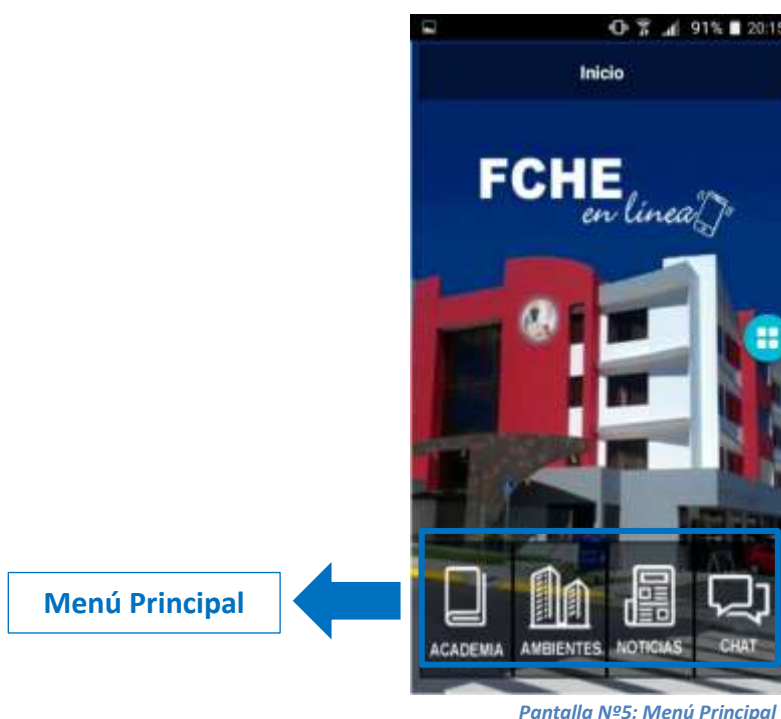 91% 20:15
Inicio
FCHE
en línea
Menú Principal
ACADEMIA AMBIENTES NOTICIAS CHAT
Pantalla Nº5: Menú Principal